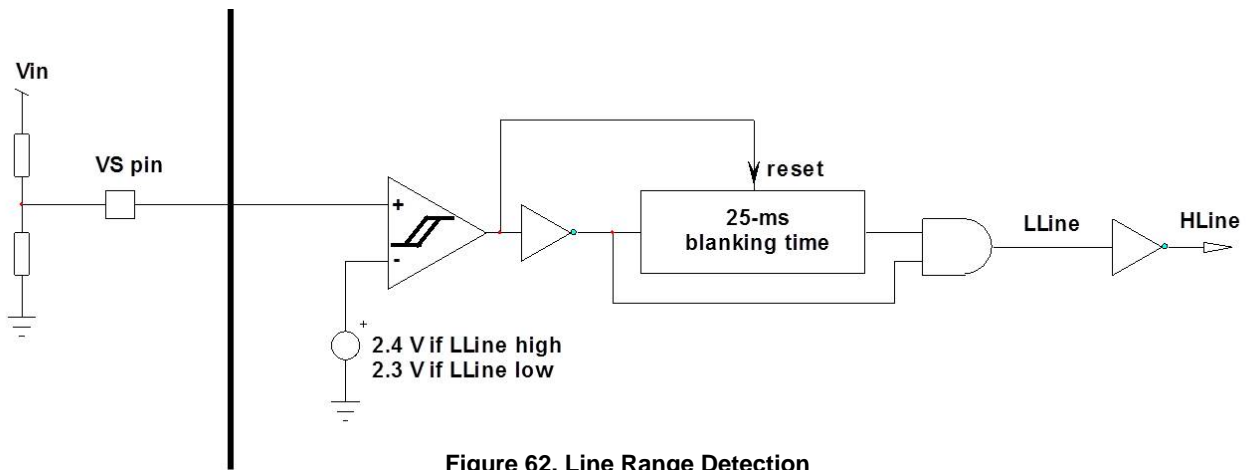 Vin
VS pin
+
-
+
2.4 V if LLine high
2.3 V if LLine low
reset
25-ms
blanking time
LLine
HLine
Figure 62. Line Range Detection